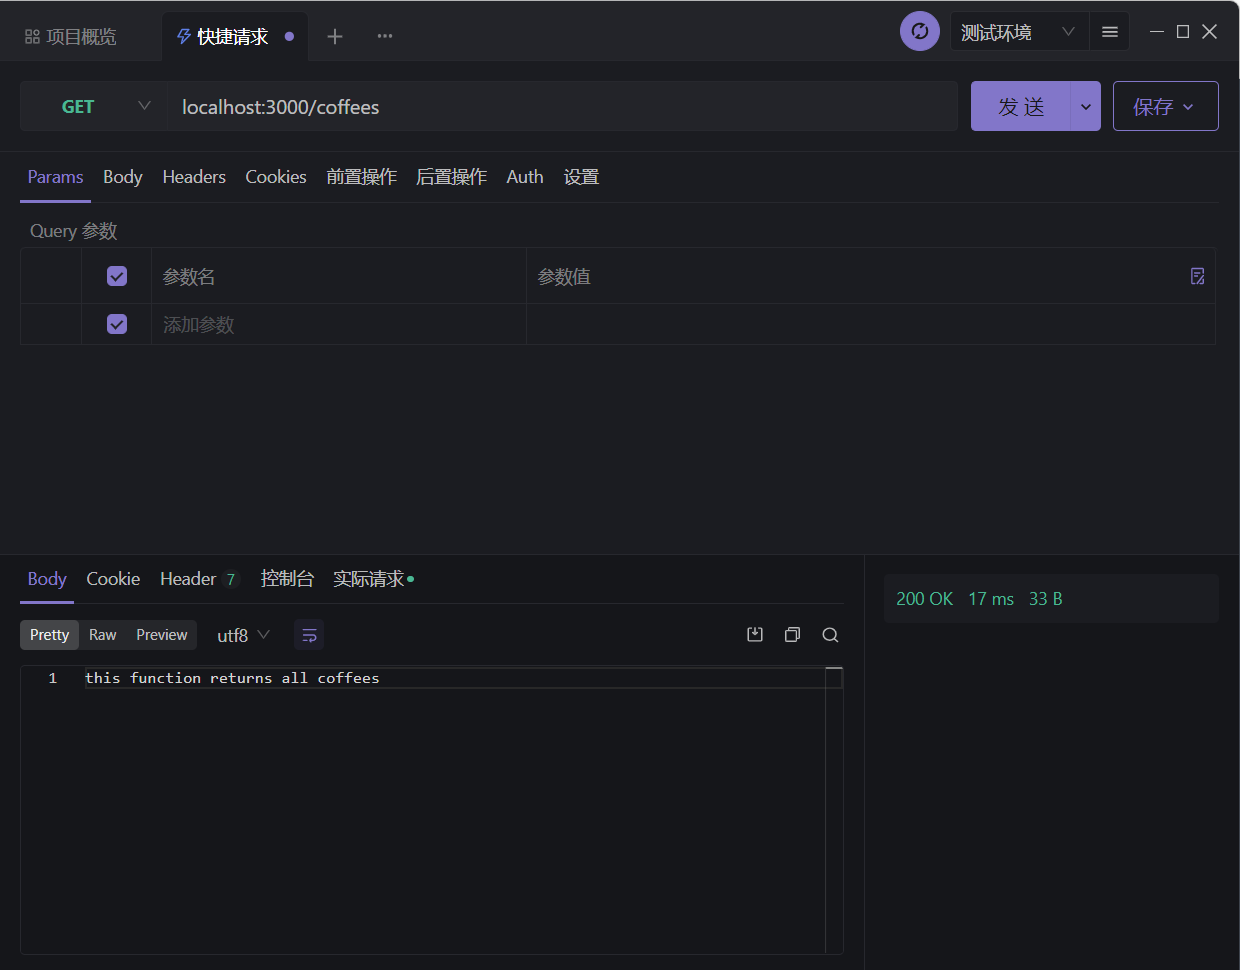 项目概览 快捷请求 测试环境
GET localhost:3000/coffees 发 送 保存
Params Body Headers Cookies 前置操作 后置操作 Auth 设置
Query 参数
参数名 参数值
添加参数
Body Cookie Header 7 控制台 实际请求
200 OK 17 ms 33 B
Pretty Raw Preview utf8
1 this function returns all coffees